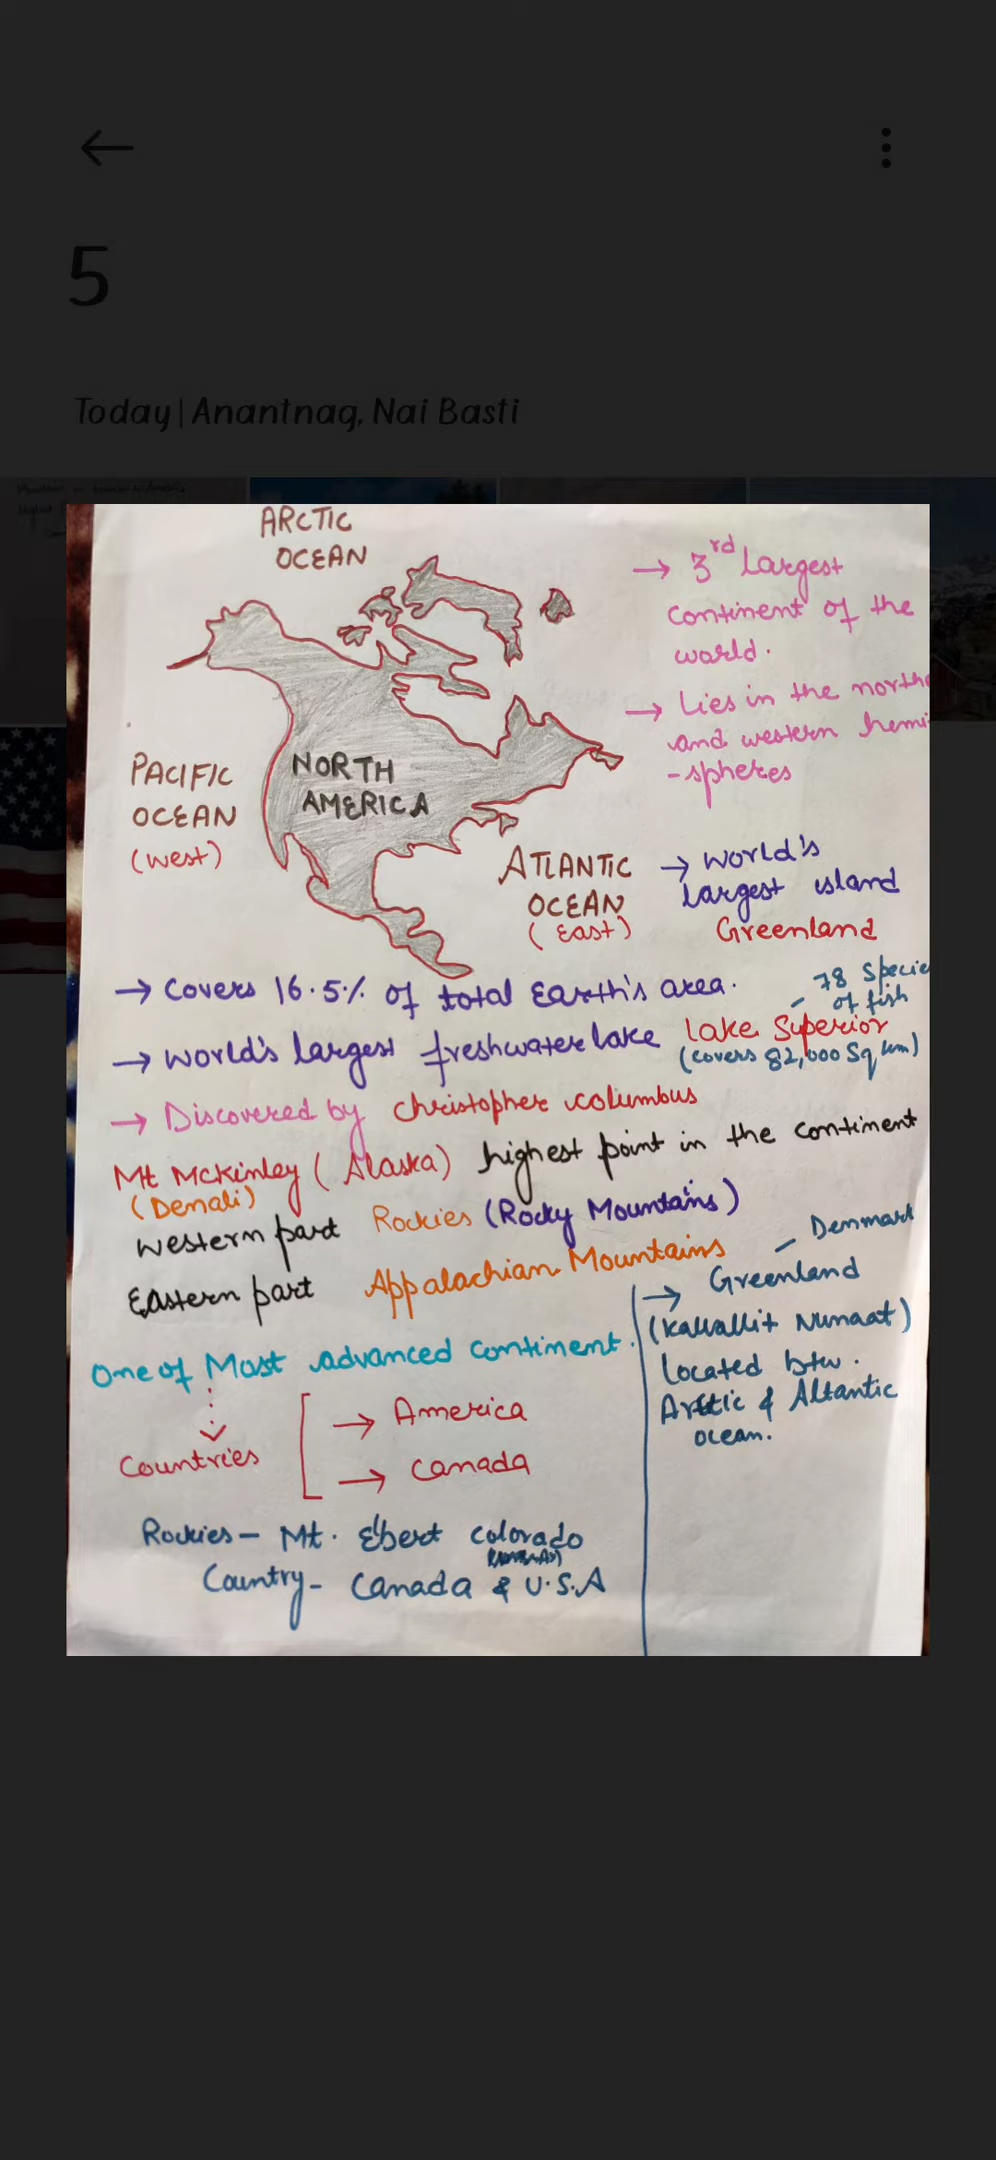 5
Today | Anantnag, Nai Basti
ARCTIC
OCEAN
→ 3rd Largest
continent of the
world.
→ Lies in the north
and western hemi
-spheres
PACIFIC
OCEAN
(west)
NORTH
AMERICA
ATLANTIC
OCEAN
(East)
→ World's
largest island
Greenland
→ Covers 16.5% of total Earth's area.
- 78 Specie
of fish
→ World's largest freshwater lake Lake Superior
(covers 82,000 Sq km)
→ Discovered by christopher columbus
Mt Mckinley (Alaska) highest point in the continent
(Denali)
Western part Rockies (Rocky Mountains)
Eastern part Appalachian Mountains
One of Most advanced continent.
Countries
→ America
→ Canada
Rockies - Mt. Elbert colorado
Country - Canada & U.S.A
- Denmark
→ Greenland
(Kallallit Nunaat)
Located btw.
Arctic & Altantic
ocean.